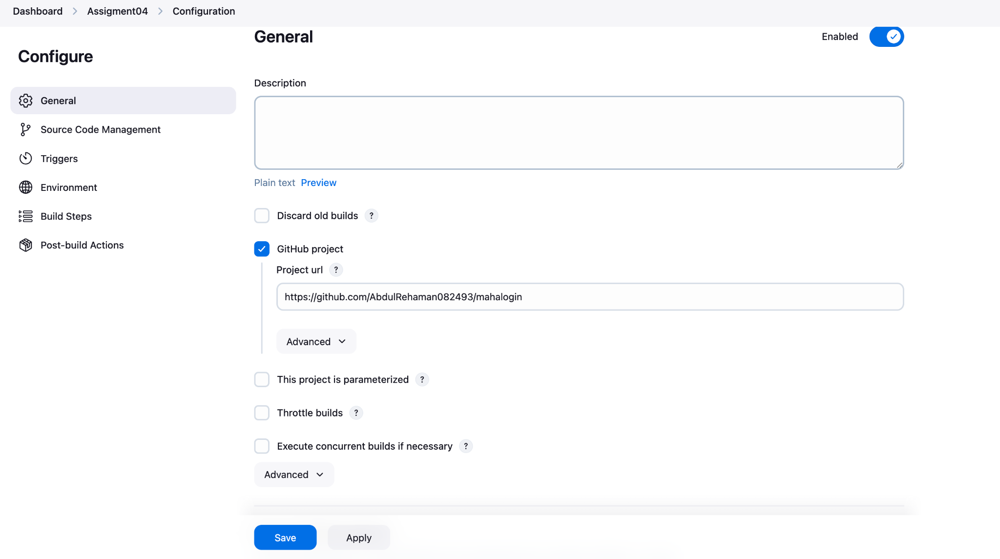 Dashboard > Assigment04 > Configuration
Configure
General
Source Code Management
Triggers
Environment
Build Steps
Post-build Actions
General
Enabled
Description
Plain text Preview
Discard old builds ?
GitHub project
Project url ?
https://github.com/AbdulRehaman082493/mahalogin
Advanced
This project is parameterized ?
Throttle builds ?
Execute concurrent builds if necessary ?
Advanced
Save Apply